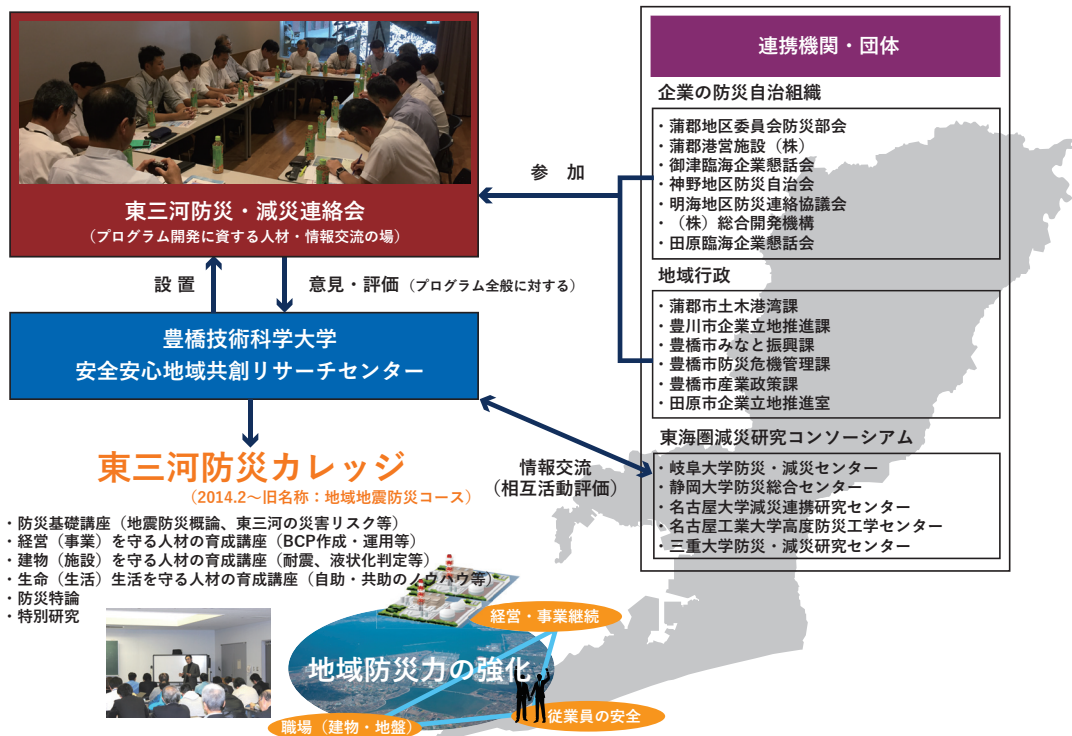 東三河防災・減災連絡会
（プログラム開発に資する人材・情報交流の場）
参　加
設 置
意見・評価（プログラム全般に対する）
豊橋技術科学大学
安全安心地域共創リサーチセンター
東三河防災カレッジ
（2014.2～旧名称：地域地震防災コース）
・防災基礎講座（地震防災概論、東三河の災害リスク等）
・経営（事業）を守る人材の育成講座（BCP作成・運用等）
・建物（施設）を守る人材の育成講座（耐震、液状化判定等）
・生命（生活）生活を守る人材の育成講座（自助・共助のノウハウ等）
・防災特論
・特別研究
情報交流
（相互活動評価）
連携機関・団体
企業の防災自治組織
・蒲郡地区委員会防災部会
・蒲郡港営施設（株）
・御津臨海企業懇話会
・神野地区防災自治会
・明海地区防災連絡協議会
・（株）総合開発機構
・田原臨海企業懇話会
地域行政
・蒲郡市土木港湾課
・豊川市企業立地推進課
・豊橋市みなと振興課
・豊橋市防災危機管理課
・豊橋市産業政策課
・田原市企業立地推進室
東海圏減災研究コンソーシアム
・岐阜大学防災・減災センター
・静岡大学防災総合センター
・名古屋大学減災連携研究センター
・名古屋工業大学高度防災工学センター
・三重大学防災・減災研究センター
経営・事業継続
地域防災力の強化
従業員の安全
職場（建物・地盤）